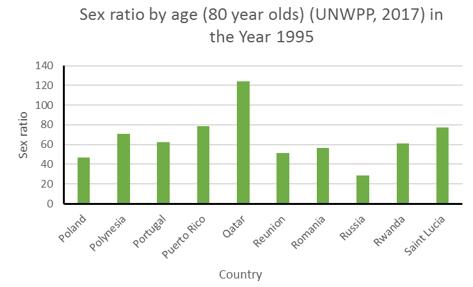 Sex ratio by age (80 year olds) (UNWPP, 2017) in
the Year 1995
140
120
100
80
60
40
20
0
Sex ratio
Poland
Polynesia
Portugal
Puerto Rico
Qatar
Reunion
Romania
Russia
Rwanda
Saint Lucia
Country